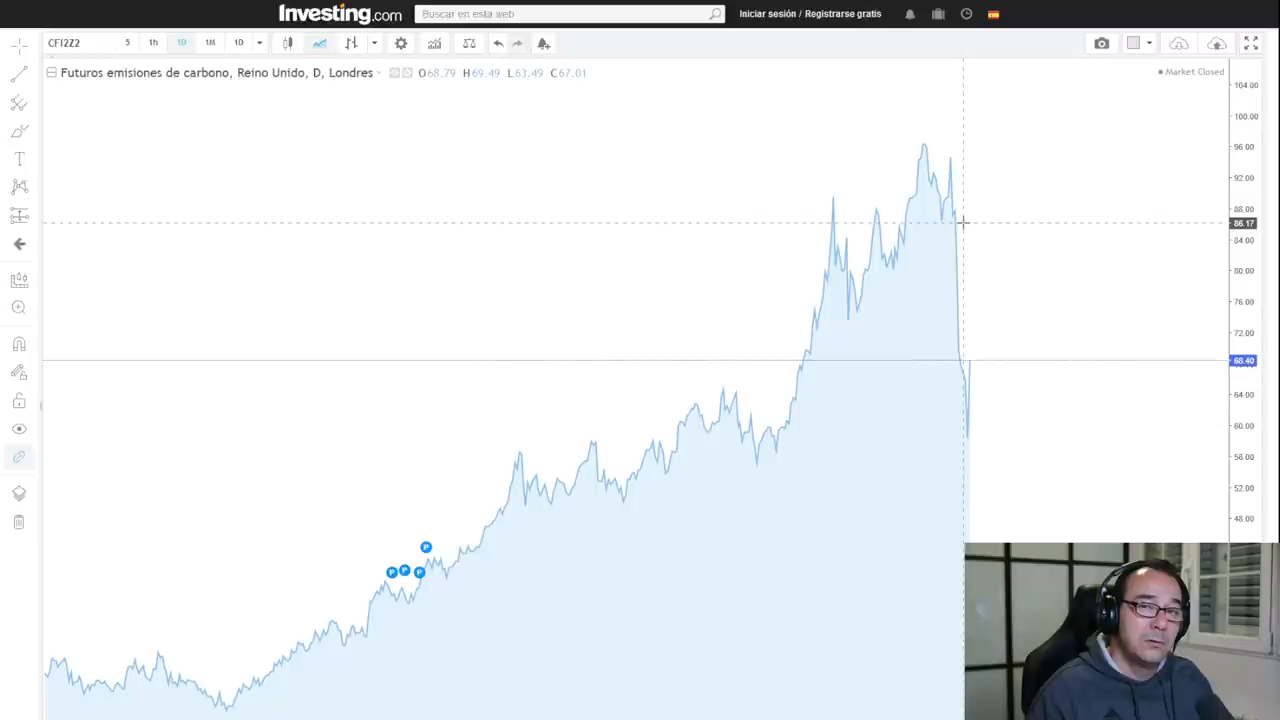 Investing.com
Buscar en esta web
Iniciar sesión / Registrarse gratis
CFI2Z2 5 1h 1D 1M 1D
Futuros emisiones de carbono, Reino Unido, D, Londres O68.79 H69.49 L63.49 C67.01
Market Closed
104.00
100.00
96.00
92.00
88.00
86.17
84.00
80.00
76.00
72.00
68.40
64.00
60.00
56.00
52.00
48.00
P
P P P
T